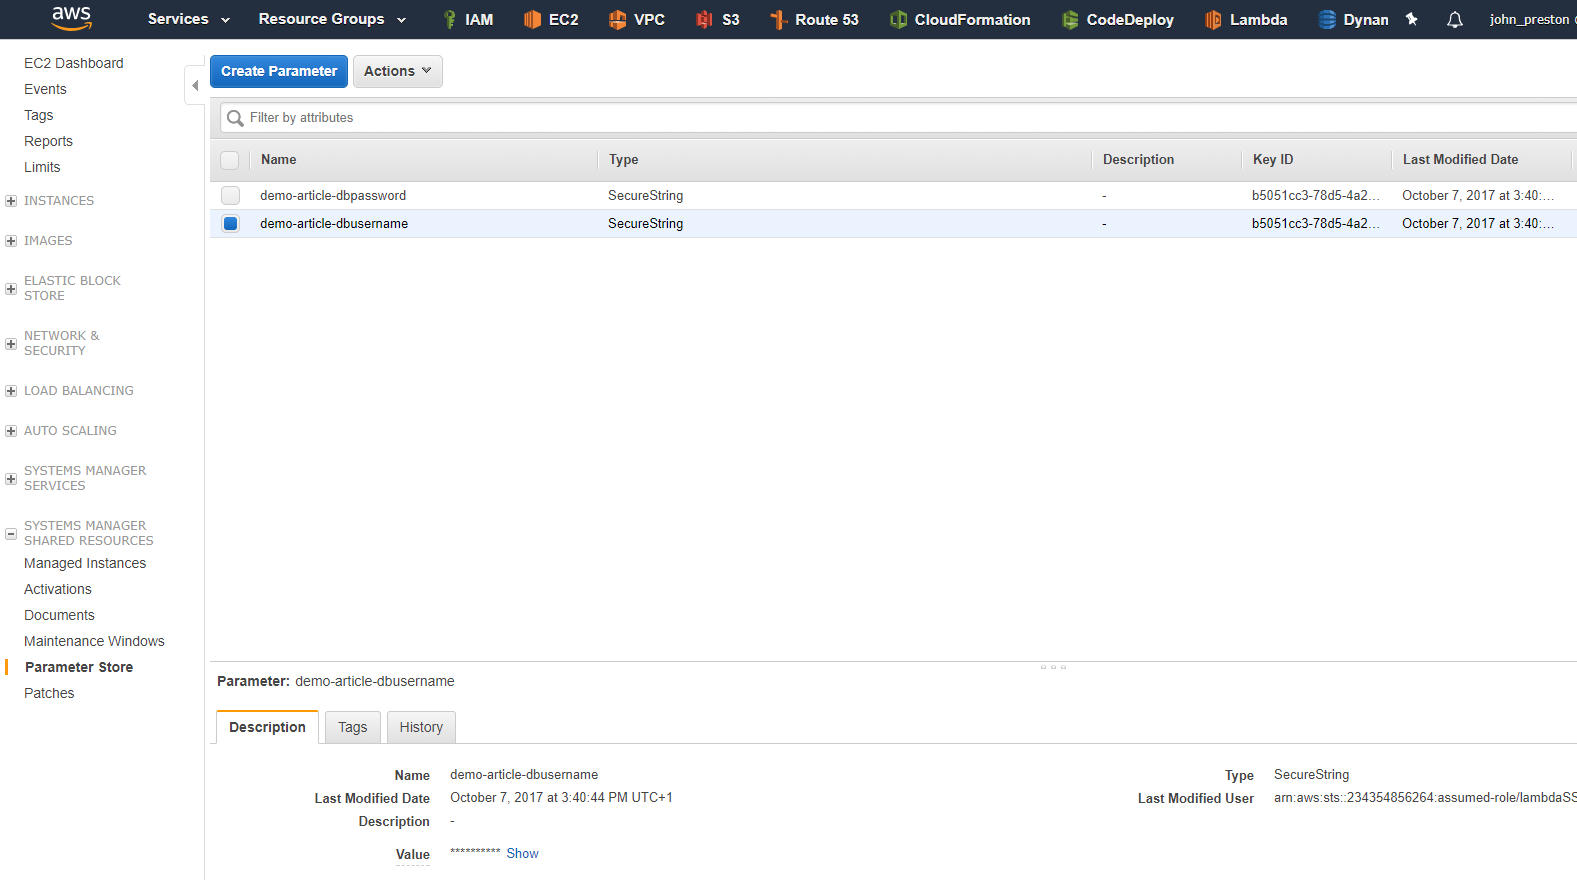 aws Services Resource Groups IAM EC2 VPC S3 Route 53 CloudFormation CodeDeploy Lambda Dynan john_preston
EC2 Dashboard
Events
Tags
Reports
Limits
INSTANCES
IMAGES
ELASTIC BLOCK
STORE
NETWORK &
SECURITY
LOAD BALANCING
AUTO SCALING
SYSTEMS MANAGER
SERVICES
SYSTEMS MANAGER
SHARED RESOURCES
Managed Instances
Activations
Documents
Maintenance Windows
Parameter Store
Patches
Create Parameter Actions
Filter by attributes
Name Type Description Key ID Last Modified Date
demo-article-dbpassword SecureString - b5051cc3-78d5-4a2... October 7, 2017 at 3:40:...
demo-article-dbusername SecureString - b5051cc3-78d5-4a2... October 7, 2017 at 3:40:...
Parameter: demo-article-dbusername
Description Tags History
Name demo-article-dbusername Type SecureString
Last Modified Date October 7, 2017 at 3:40:44 PM UTC+1 Last Modified User arn:aws:sts::234354856264:assumed-role/lambdaSS
Description -
Value ********** Show